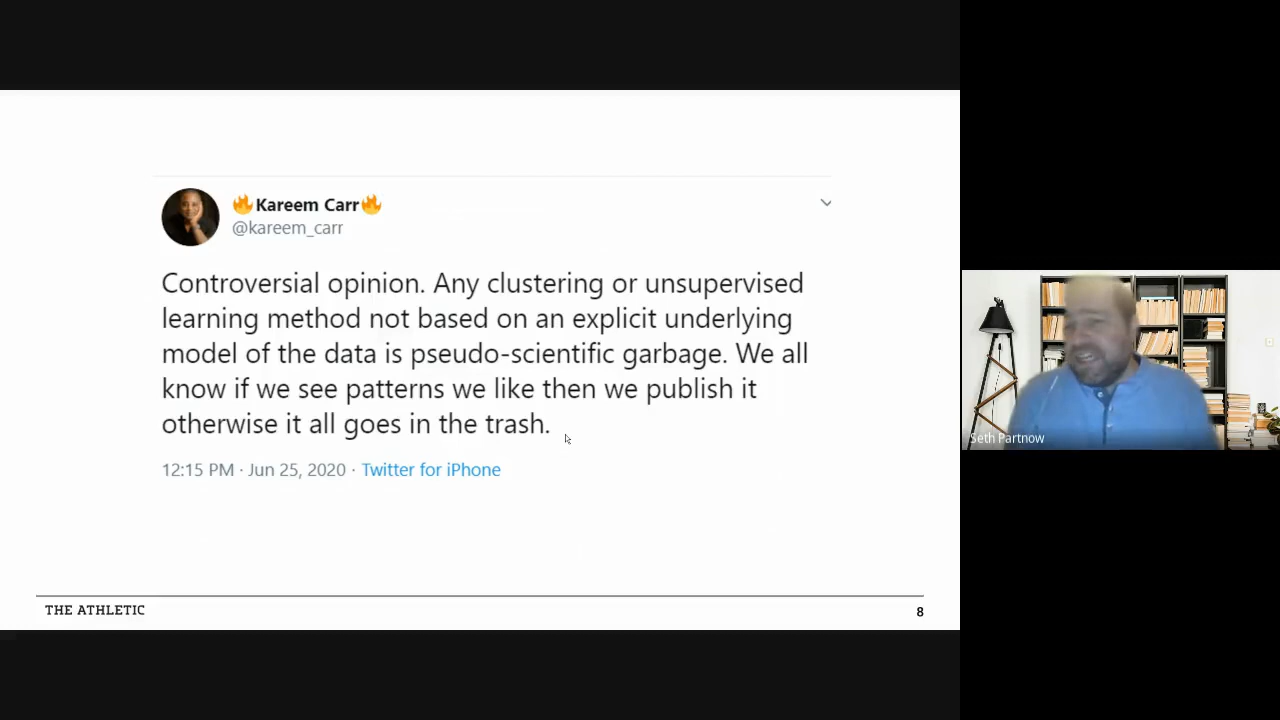 🔥Kareem Carr🔥
@kareem_carr
Controversial opinion. Any clustering or unsupervised
learning method not based on an explicit underlying
model of the data is pseudo-scientific garbage. We all
know if we see patterns we like then we publish it
otherwise it all goes in the trash.
12:15 PM · Jun 25, 2020 · Twitter for iPhone
THE ATHLETIC
8
Seth Partnow